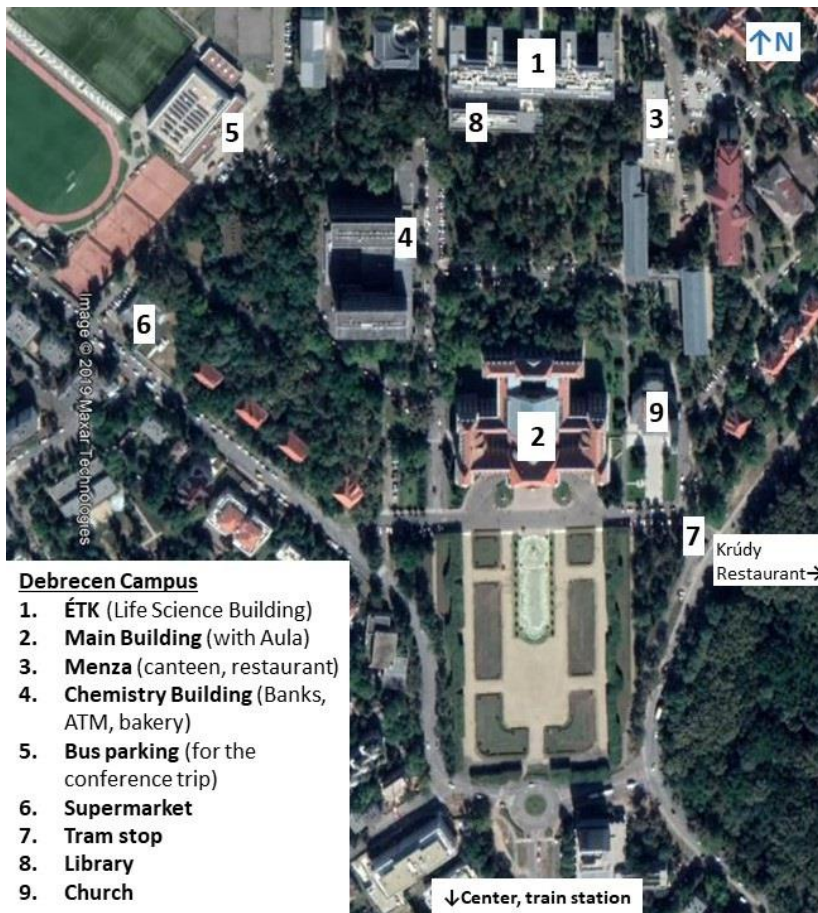 ↑N
1
8
3
5
4
6
9
2
7
Krúdy
Restaurant→
Image © 2019 Maxar Technologies
Debrecen Campus
1. ÉTK (Life Science Building)
2. Main Building (with Aula)
3. Menza (canteen, restaurant)
4. Chemistry Building (Banks,
ATM, bakery)
5. Bus parking (for the
conference trip)
6. Supermarket
7. Tram stop
8. Library
9. Church
↓Center, train station